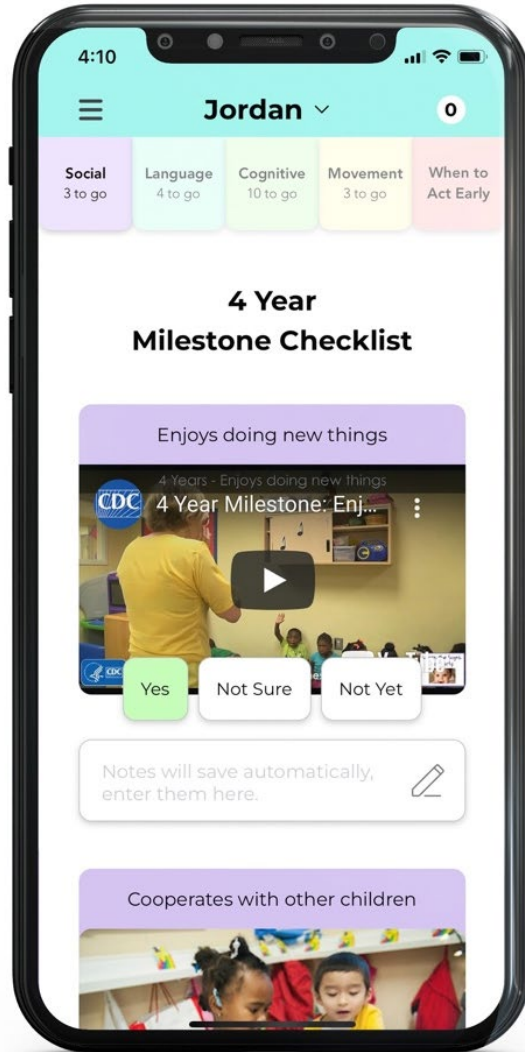 4:10
Jordan
0
Social
3 to go
Language
4 to go
Cognitive
10 to go
Movement
3 to go
When to
Act Early
4 Year
Milestone Checklist
Enjoys doing new things
4 Years - Enjoys doing new things
CDC
4 Year Milestone: Enj...
CDC
Yes
Not Sure
Not Yet
Notes will save automatically,
enter them here.
Cooperates with other children